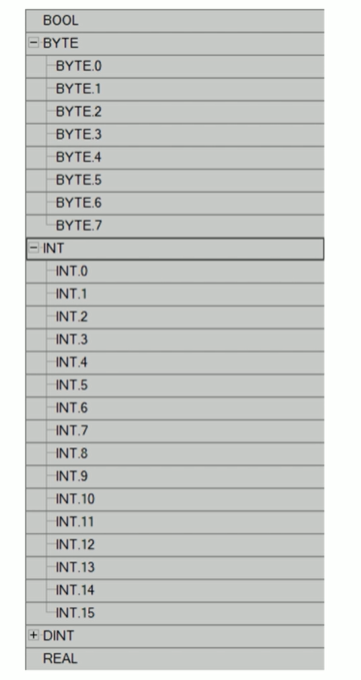 BOOL
BYTE
BYTE.0
BYTE.1
BYTE.2
BYTE.3
BYTE.4
BYTE.5
BYTE.6
BYTE.7
INT
INT.0
INT.1
INT.2
INT.3
INT.4
INT.5
INT.6
INT.7
INT.8
INT.9
INT.10
INT.11
INT.12
INT.13
INT.14
INT.15
DINT
REAL